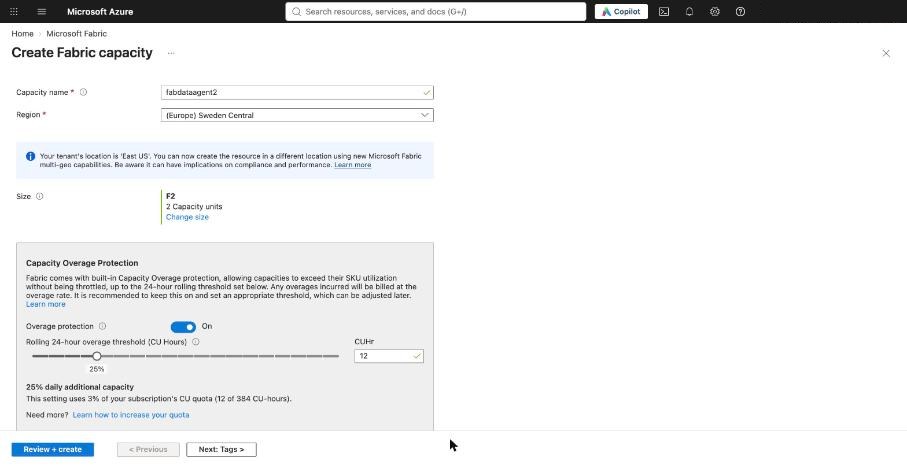 Microsoft Azure
Search resources, services, and docs (G+/)
Copilot
Home › Microsoft Fabric
Create Fabric capacity ...
Capacity name *
fabdataagent2
Region *
(Europe) Sweden Central
Your tenant's location is 'East US'. You can now create the resource in a different location using new Microsoft Fabric
multi-geo capabilities. Be aware it can have implications on compliance and performance. Learn more
Size
F2
2 Capacity units
Change size
Capacity Overage Protection
Fabric comes with built-in Capacity Overage protection, allowing capacities to exceed their SKU utilization
without being throttled, up to the 24-hour rolling threshold set below. Any overages incurred will be billed at the
overage rate. It is recommended to keep this on and set an appropriate threshold, which can be adjusted later.
Learn more
Overage protection
On
Rolling 24-hour overage threshold (CU Hours)
CUHr
12
25%
25% daily additional capacity
This setting uses 3% of your subscription's CU quota (12 of 384 CU-hours).
Need more? Learn how to increase your quota
Review + create
< Previous
Next: Tags >